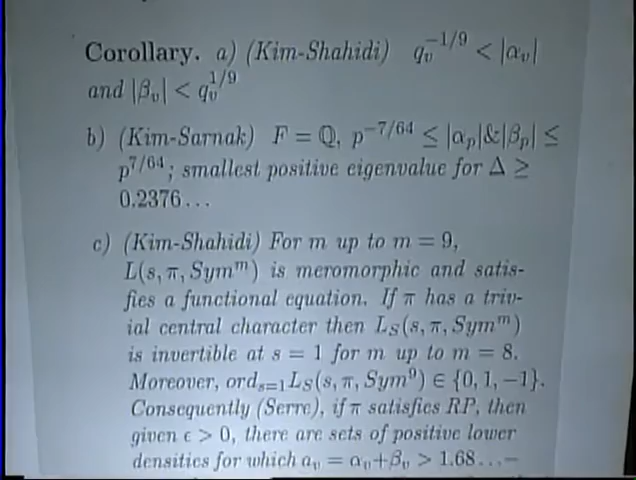 Corollary. a) (Kim-Shahidi) q_v^{-1/9} < |α_v|
and |β_v| < q_v^{1/9}
b) (Kim-Sarnak) F = ℚ, p^{-7/64} ≤ |α_p|&|β_p| ≤
p^{7/64}; smallest positive eigenvalue for Δ ≥
0.2376...
c) (Kim-Shahidi) For m up to m = 9,
L(s, π, Sym^m) is meromorphic and satis-
fies a functional equation. If π has a triv-
ial central character then L_S(s, π, Sym^m)
is invertible at s = 1 for m up to m = 8.
Moreover, ord_{s=1}L_S(s, π, Sym^9) ∈ {0, 1, −1}.
Consequently (Serre), if π satisfies RP, then
given ϵ > 0, there are sets of positive lower
densities for which a_v = α_v+β_v > 1.68...−